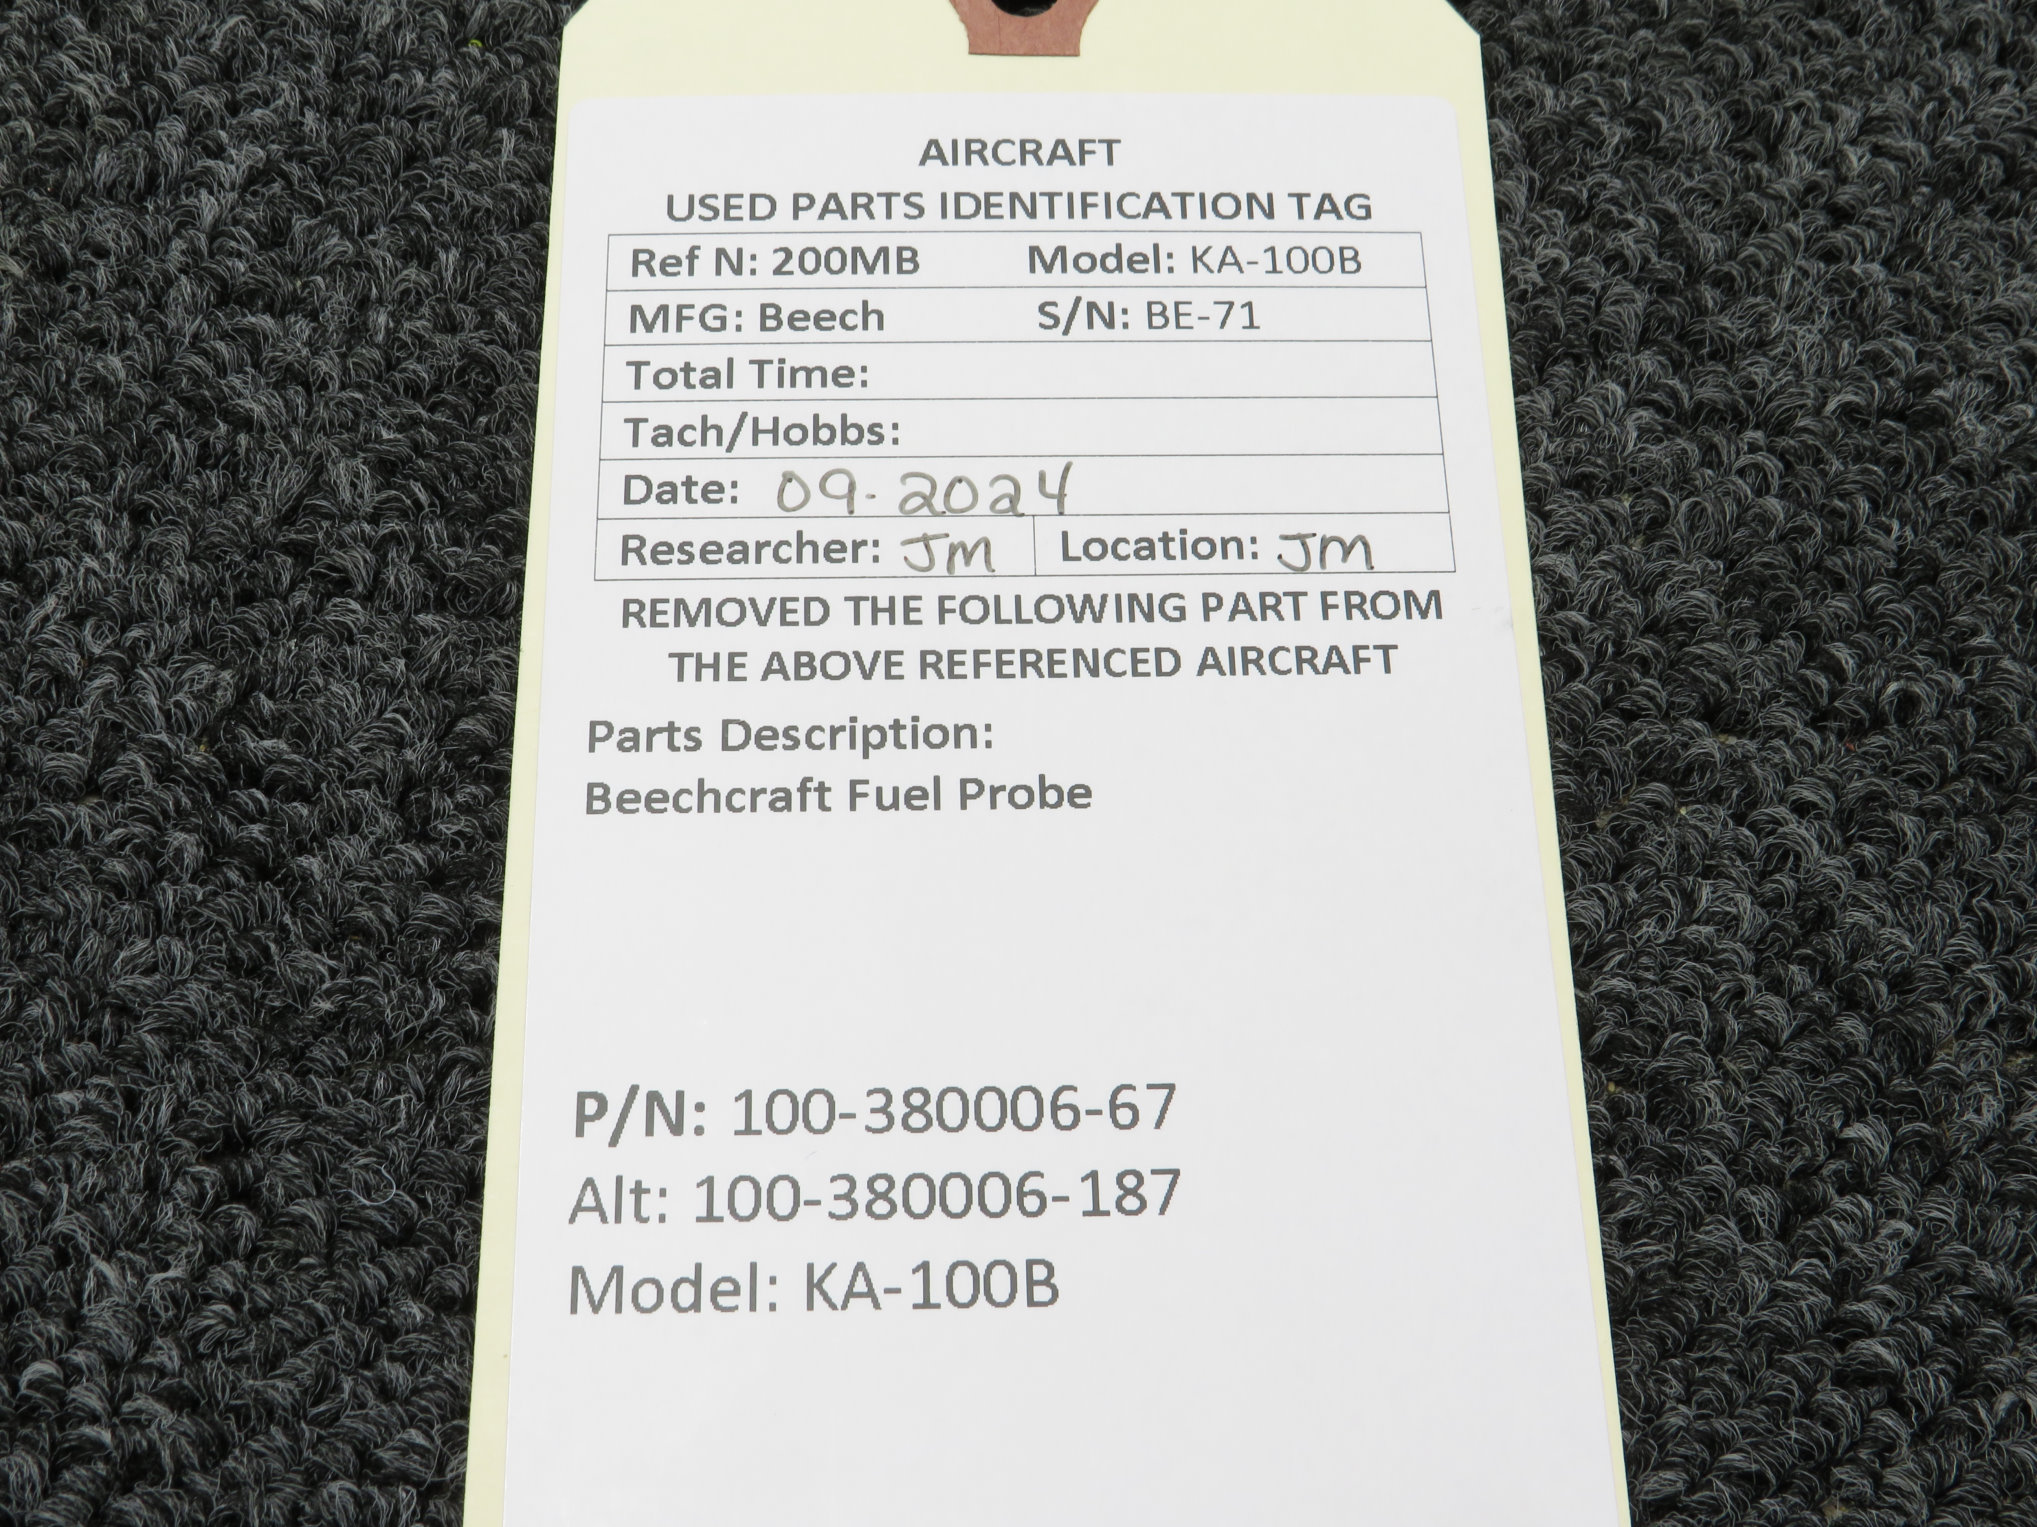 AIRCRAFT
USED PARTS IDENTIFICATION TAG
Ref N: 200MB Model: KA-100B
MFG: Beech S/N: BE-71
Total Time:
Tach/Hobbs:
Date: 09-2024
Researcher: JM Location: JM
REMOVED THE FOLLOWING PART FROM
THE ABOVE REFERENCED AIRCRAFT
Parts Description:
Beechcraft Fuel Probe
P/N: 100-380006-67
Alt: 100-380006-187
Model: KA-100B